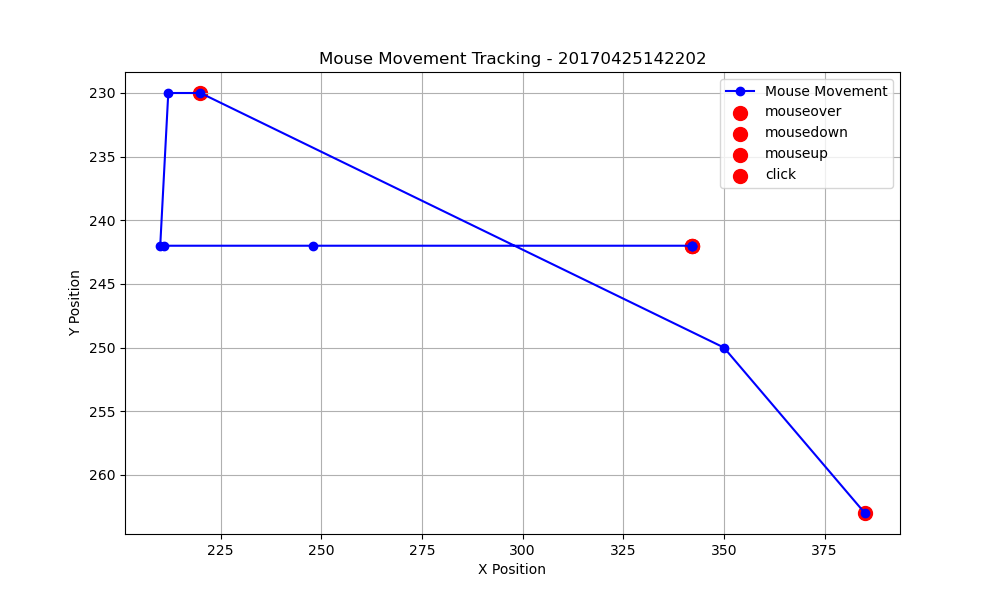 Mouse Movement Tracking - 20170425142202
Mouse Movement
mouseover
mousedown
mouseup
click
230
235
240
245
250
255
260
Y Position
225
250
275
300
325
350
375
X Position